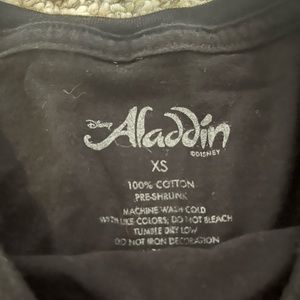 Disney
Aladdin
©DISNEY
XS
100% COTTON
PRE-SHRUNK
MACHINE WASH COLD
WITH LIKE COLORS; DO NOT BLEACH
TUMBLE DRY LOW
DO NOT IRON DECORATION